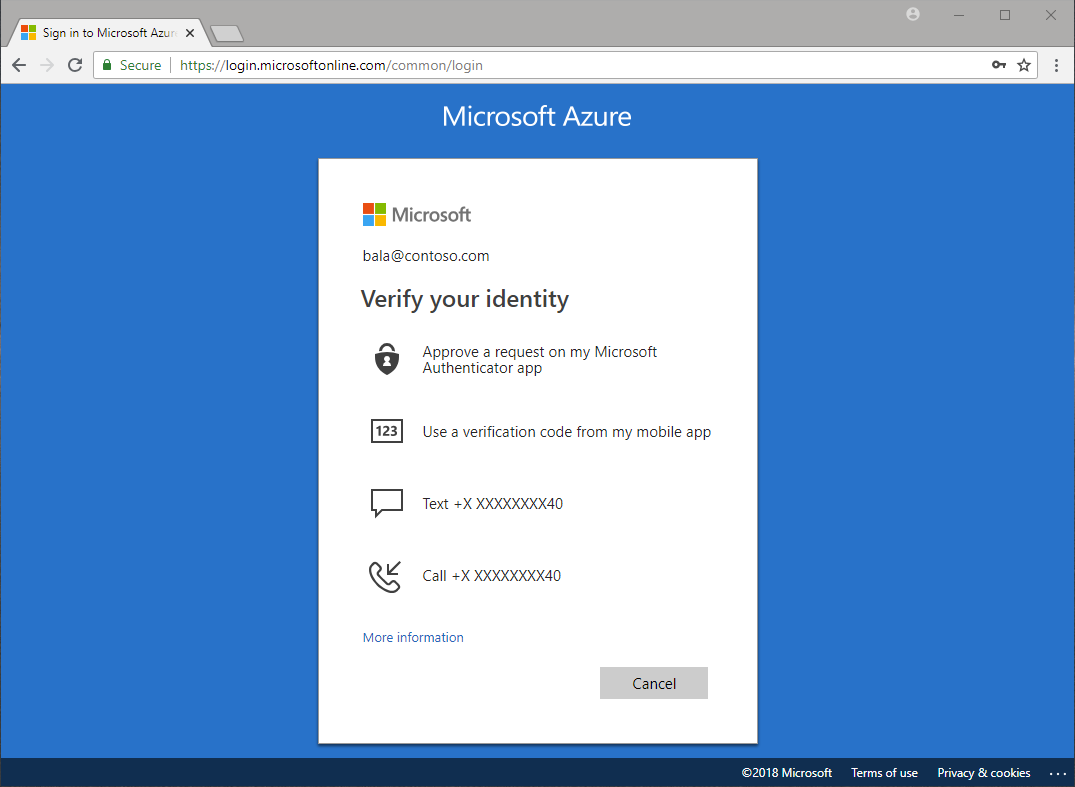 Sign in to Microsoft Azur
Secure https://login.microsoftonline.com/common/login
Microsoft Azure
Microsoft
bala@contoso.com
Verify your identity
Approve a request on my Microsoft
Authenticator app
123
Use a verification code from my mobile app
Text +X XXXXXXXX40
Call +X XXXXXXXX40
More information
Cancel
©2018 Microsoft Terms of use Privacy & cookies ...